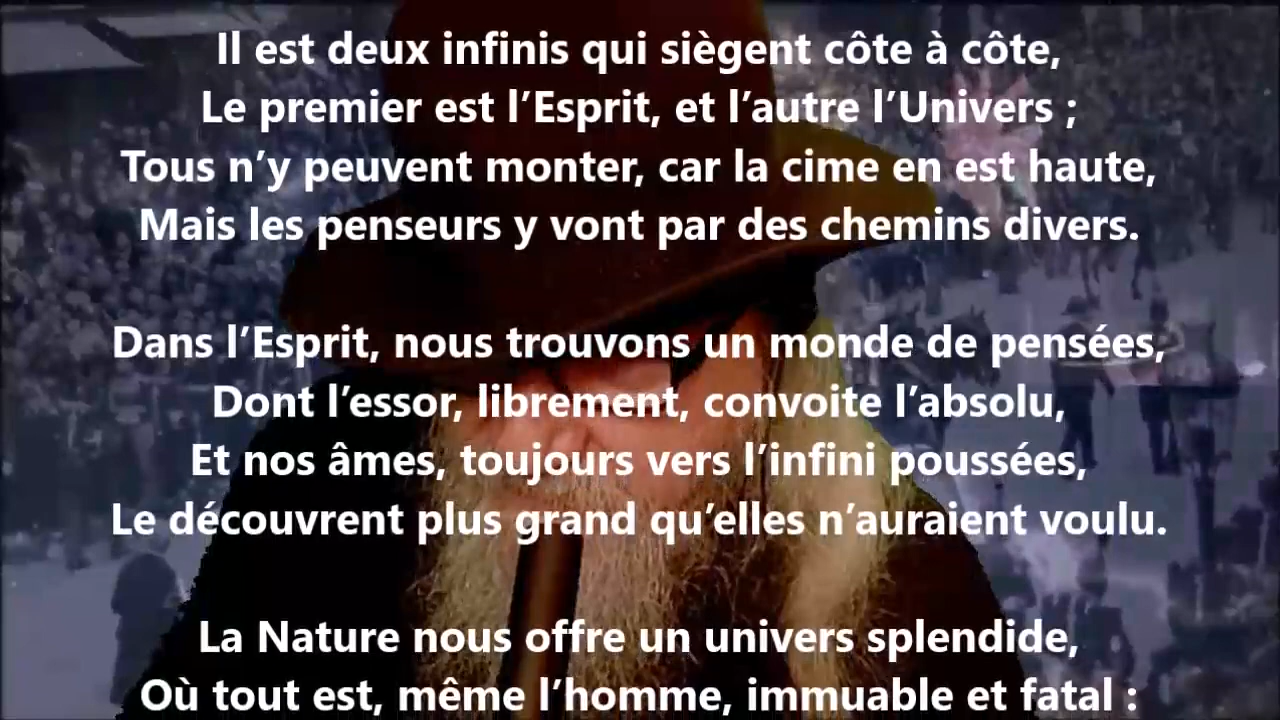 Il est deux infinis qui siègent côte à côte,
Le premier est l’Esprit, et l’autre l’Univers ;
Tous n’y peuvent monter, car la cime en est haute,
Mais les penseurs y vont par des chemins divers.
Dans l’Esprit, nous trouvons un monde de pensées,
Dont l’essor, librement, convoite l’absolu,
Et nos âmes, toujours vers l’infini poussées,
Le découvrent plus grand qu’elles n’auraient voulu.
La Nature nous offre un univers splendide,
Où tout est, même l’homme, immuable et fatal :